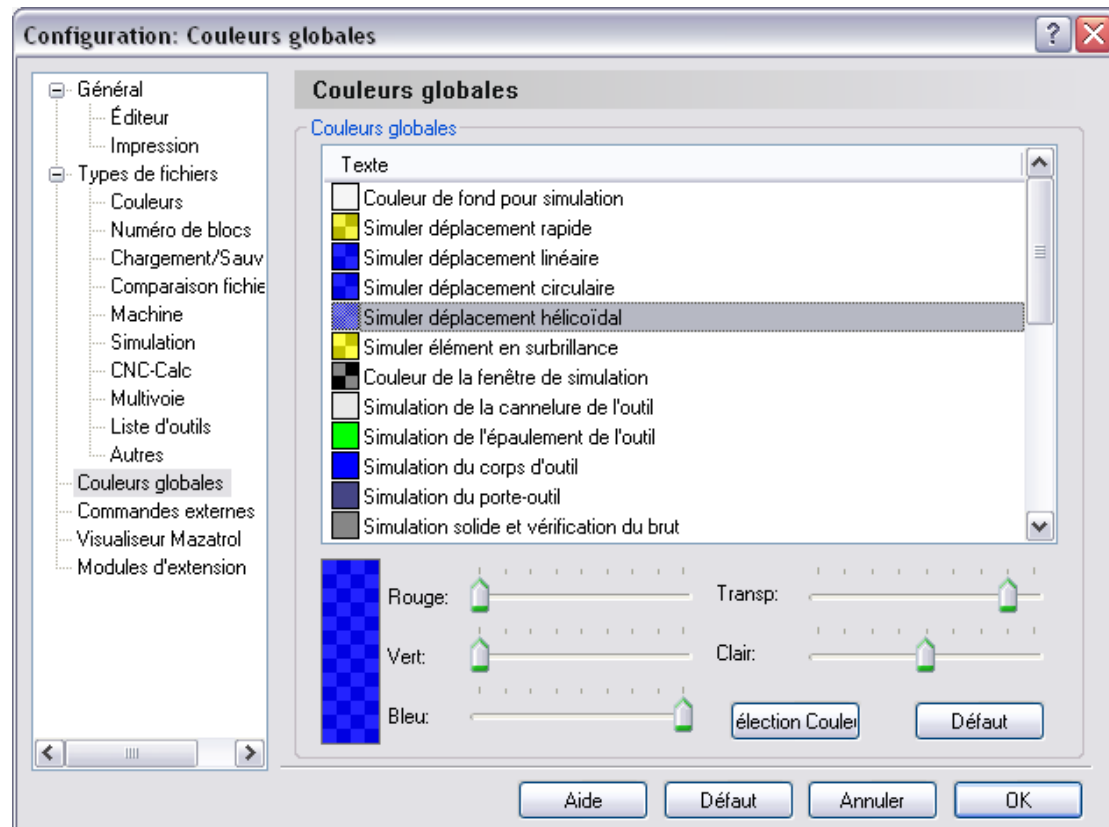 Configuration: Couleurs globales
Général
Éditeur
Impression
Types de fichiers
Couleurs
Numéro de blocs
Chargement/Sauv
Comparaison fichie
Machine
Simulation
CNC-Calc
Multivoie
Liste d'outils
Autres
Couleurs globales
Commandes externes
Visualiseur Mazatrol
Modules d'extension
Couleurs globales
Couleurs globales
Texte
Couleur de fond pour simulation
Simuler déplacement rapide
Simuler déplacement linéaire
Simuler déplacement circulaire
Simuler déplacement hélicoïdal
Simuler élément en surbrillance
Couleur de la fenêtre de simulation
Simulation de la cannelure de l'outil
Simulation de l'épaulement de l'outil
Simulation du corps d'outil
Simulation du porte-outil
Simulation solide et vérification du brut
Rouge:
Transp:
Vert:
Clair:
Bleu:
élection Couleu
Défaut
Aide
Défaut
Annuler
OK